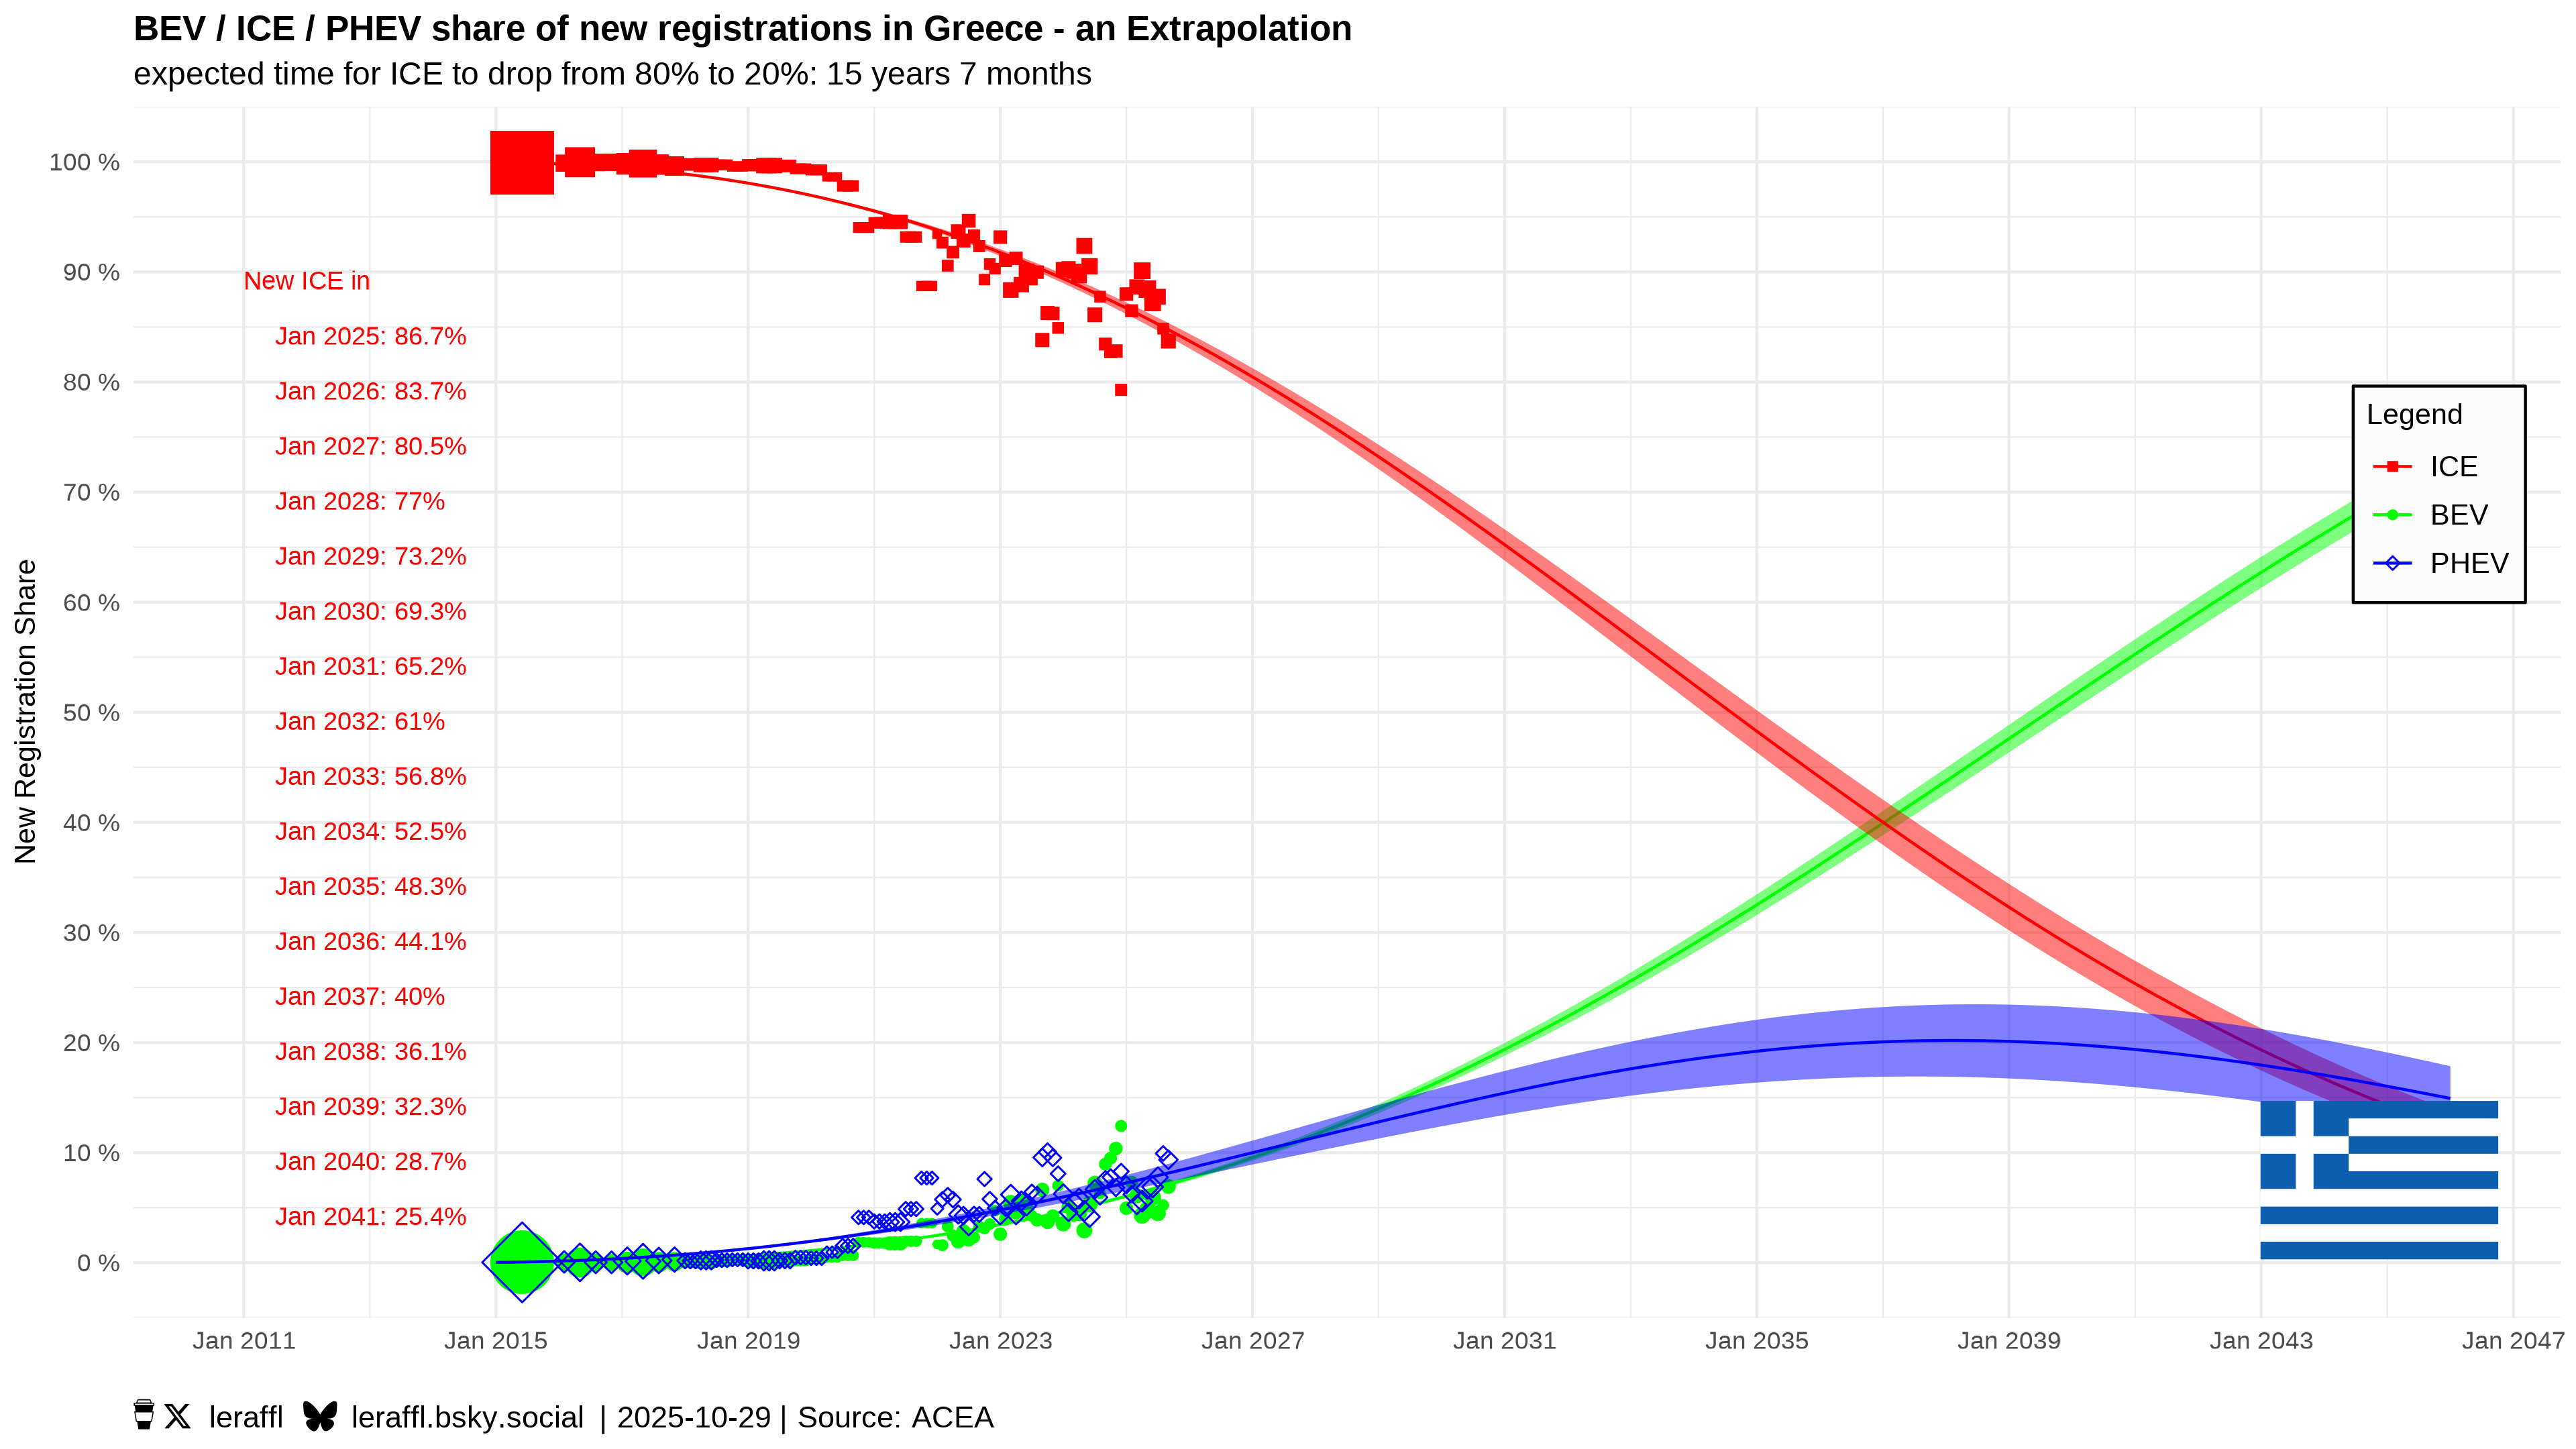 BEV / ICE / PHEV share of new registrations in Greece - an Extrapolation
expected time for ICE to drop from 80% to 20%: 15 years 7 months
New Registration Share
100 %
90 %
80 %
70 %
60 %
50 %
40 %
30 %
20 %
10 %
0 %
New ICE in
Jan 2025: 86.7%
Jan 2026: 83.7%
Jan 2027: 80.5%
Jan 2028: 77%
Jan 2029: 73.2%
Jan 2030: 69.3%
Jan 2031: 65.2%
Jan 2032: 61%
Jan 2033: 56.8%
Jan 2034: 52.5%
Jan 2035: 48.3%
Jan 2036: 44.1%
Jan 2037: 40%
Jan 2038: 36.1%
Jan 2039: 32.3%
Jan 2040: 28.7%
Jan 2041: 25.4%
Legend
ICE
BEV
PHEV
Jan 2011 Jan 2015 Jan 2019 Jan 2023 Jan 2027 Jan 2031 Jan 2035 Jan 2039 Jan 2043 Jan 2047
leraffl leraffl.bsky.social | 2025-10-29 | Source: ACEA